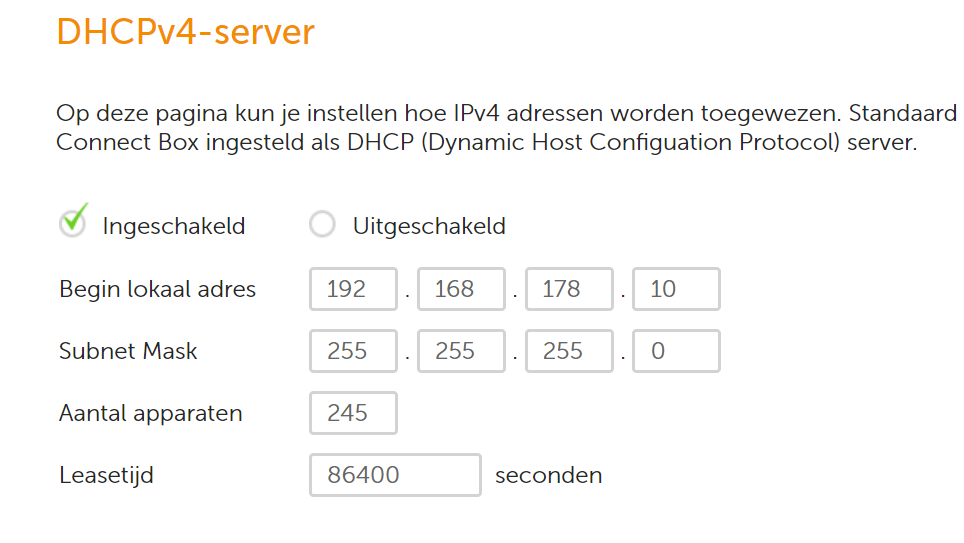 DHCPv4-server
Op deze pagina kun je instellen hoe IPv4 adressen worden toegewezen. Standaard
Connect Box ingesteld als DHCP (Dynamic Host Configuation Protocol) server.
Ingeschakeld Uitgeschakeld
Begin lokaal adres 192 . 168 . 178 . 10
Subnet Mask 255 . 255 . 255 . 0
Aantal apparaten 245
Leasetijd 86400 seconden